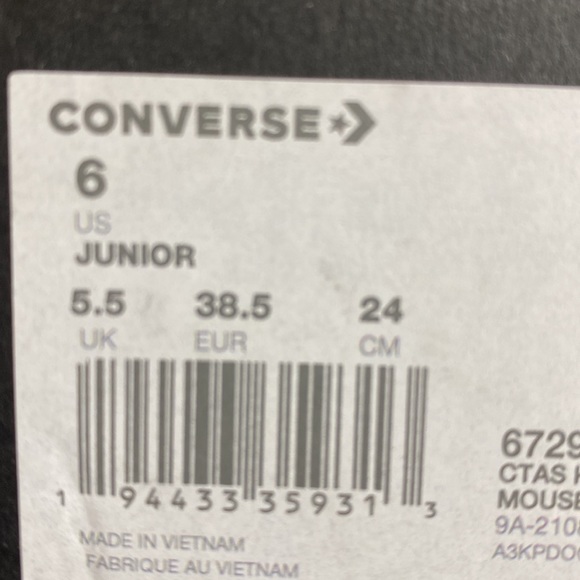 CONVERSE
6
US
JUNIOR
5.5 38.5 24
UK EUR CM
1 94433 35931 3
6729
CTAS
MOUSE
9A-210
A3KPDO
MADE IN VIETNAM
FABRIQUE AU VIETNAM